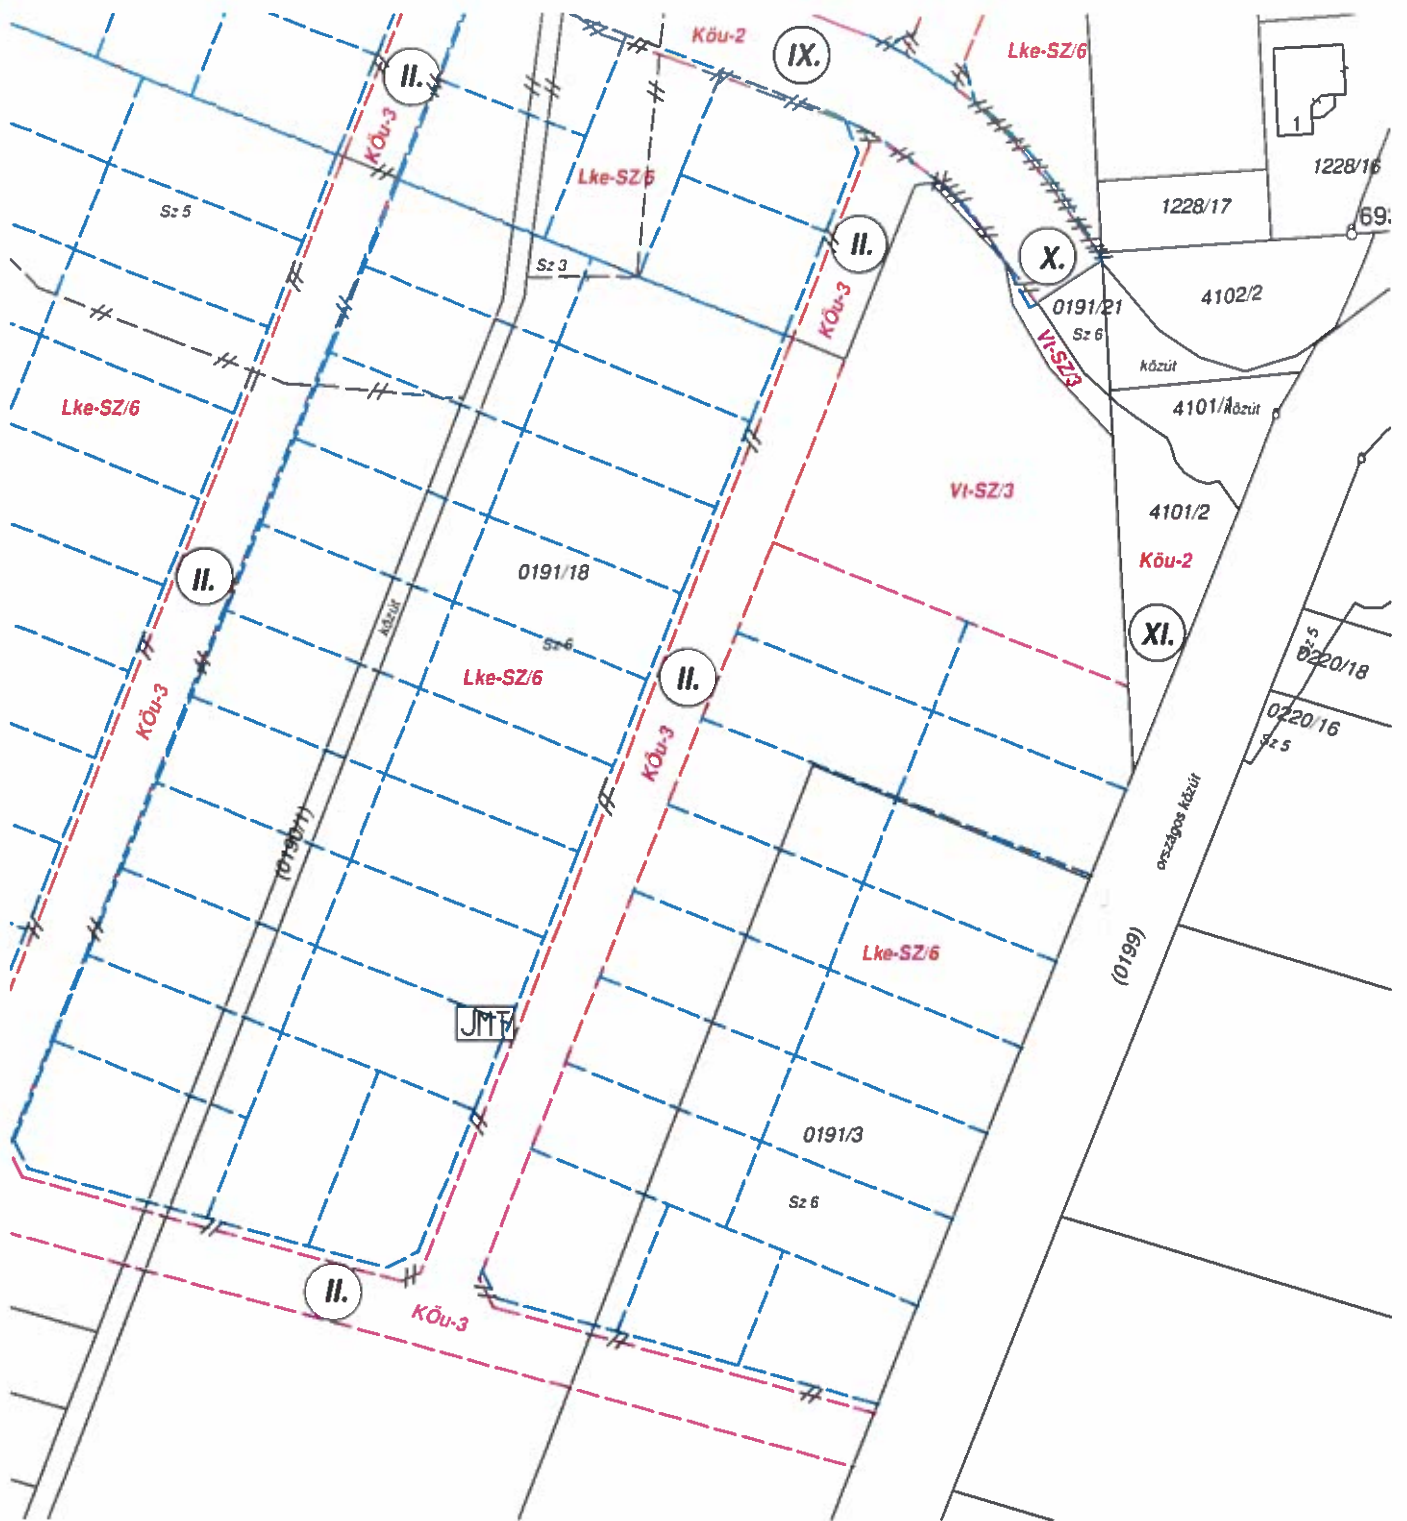 Köu-2
IX.
Lke-SZ/6
II.
KÖu-3
1
1228/16
Lke-SZ/6
Sz 5
1228/17
693
II.
X.
Sz 3
4102/2
0191/21
KÖu-3
Sz 6
Vt-SZ/3
közút
Lke-SZ/6
4101/1
közút
Vt-SZ/3
4101/2
Köu-2
0191/18
II.
közút
XI.
Sz 6
Sz 5
0220/18
Lke-SZ/6
II.
KÖu-3
0220/16
Sz 5
KÖu-3
országos közút
(0190/1)
Lke-SZ/6
(0199)
JMT
0191/3
Sz 6
II.
KÖu-3